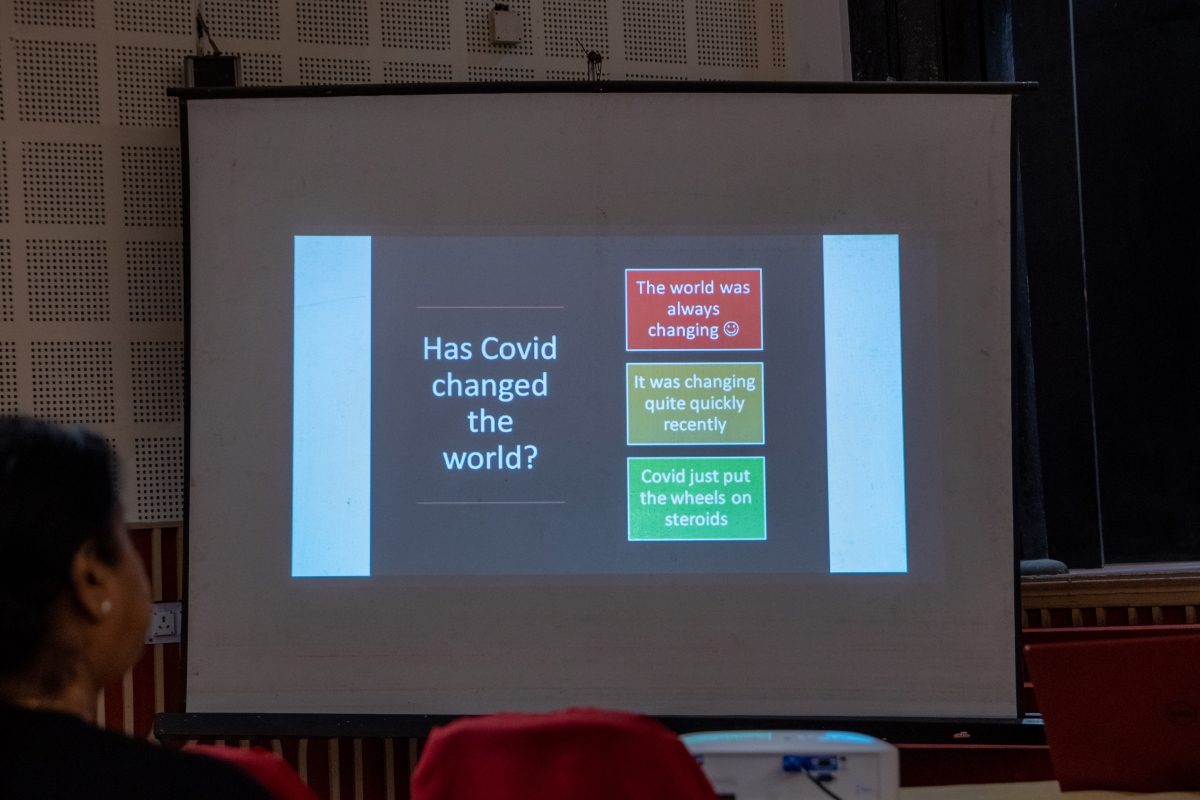 Has Covid
changed
the
world?
The world was
always
changing ☺
It was changing
quite quickly
recently
Covid just put
the wheels on
steroids